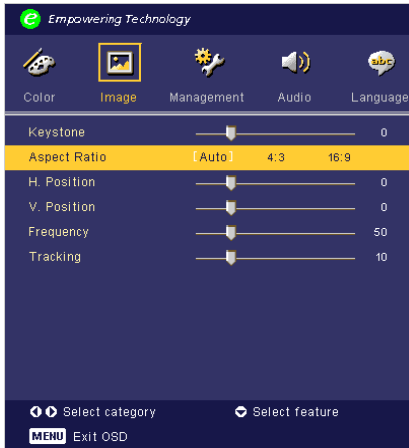 e Empowering Technology
Color Image Management Audio Language
abc
Keystone 0
Aspect Ratio [Auto] 4:3 16:9
H. Position 0
V. Position 0
Frequency 50
Tracking 10
Select category Select feature
MENU Exit OSD